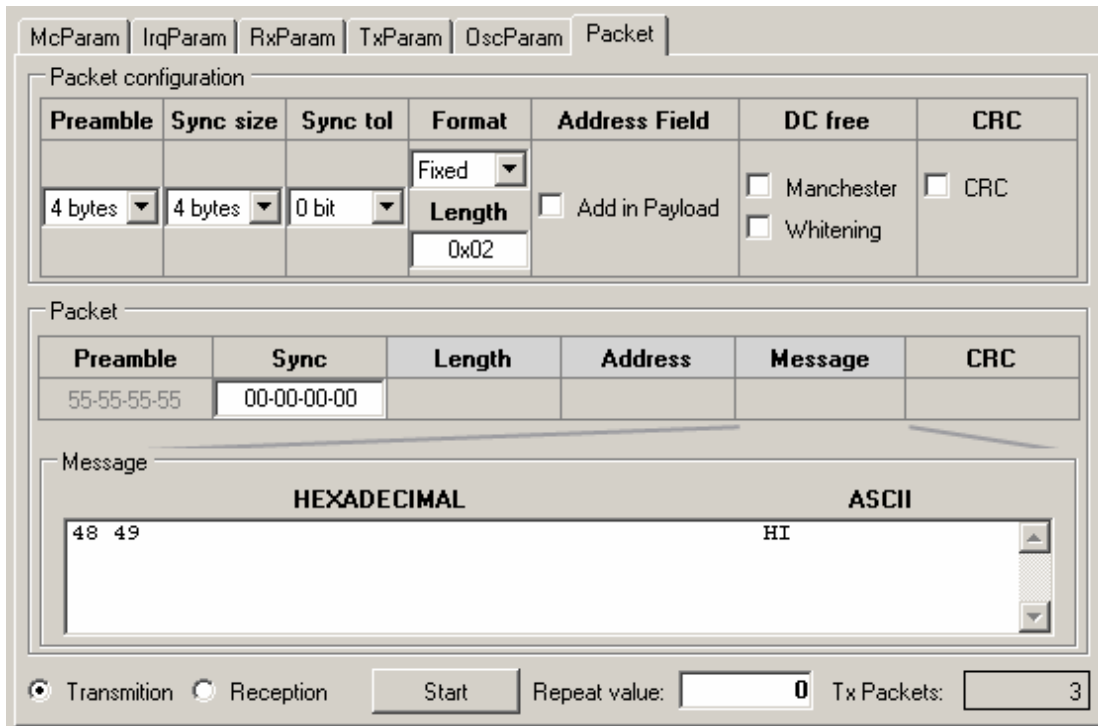 McParam IrqParam RxParam TxParam OscParam Packet
Packet configuration
Preamble Sync size Sync tol Format Address Field DC free CRC
Fixed
4 bytes 4 bytes 0 bit Length Add in Payload Manchester CRC
0x02 Whitening
Packet
Preamble Sync Length Address Message CRC
55-55-55-55 00-00-00-00
Message
HEXADECIMAL ASCII
48 49 HI
Transmition Reception Start Repeat value: 0 Tx Packets: 3